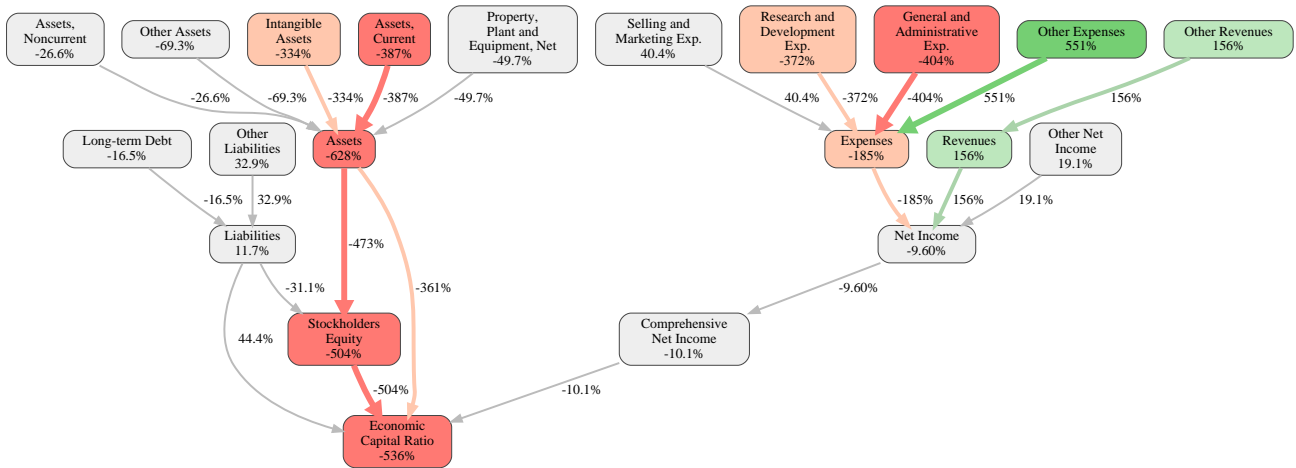 Assets,
Noncurrent
-26.6%
Other Assets
-69.3%
Intangible
Assets
-334%
Assets,
Current
-387%
Property,
Plant and
Equipment, Net
-49.7%
Selling and
Marketing Exp.
40.4%
Research and
Development
Exp.
-372%
General and
Administrative
Exp.
-404%
Other Expenses
551%
Other Revenues
156%
-26.6%
-69.3%
-334%
-387%
-49.7%
40.4%
-372%
-404%
551%
156%
Long-term Debt
-16.5%
Other
Liabilities
32.9%
Assets
-628%
Expenses
-185%
Revenues
156%
Other Net
Income
19.1%
-16.5%
32.9%
-185%
156%
19.1%
Liabilities
11.7%
-473%
Net Income
-9.60%
-31.1%
-361%
-9.60%
44.4%
Stockholders
Equity
-504%
Comprehensive
Net Income
-10.1%
-504%
-10.1%
Economic
Capital Ratio
-536%